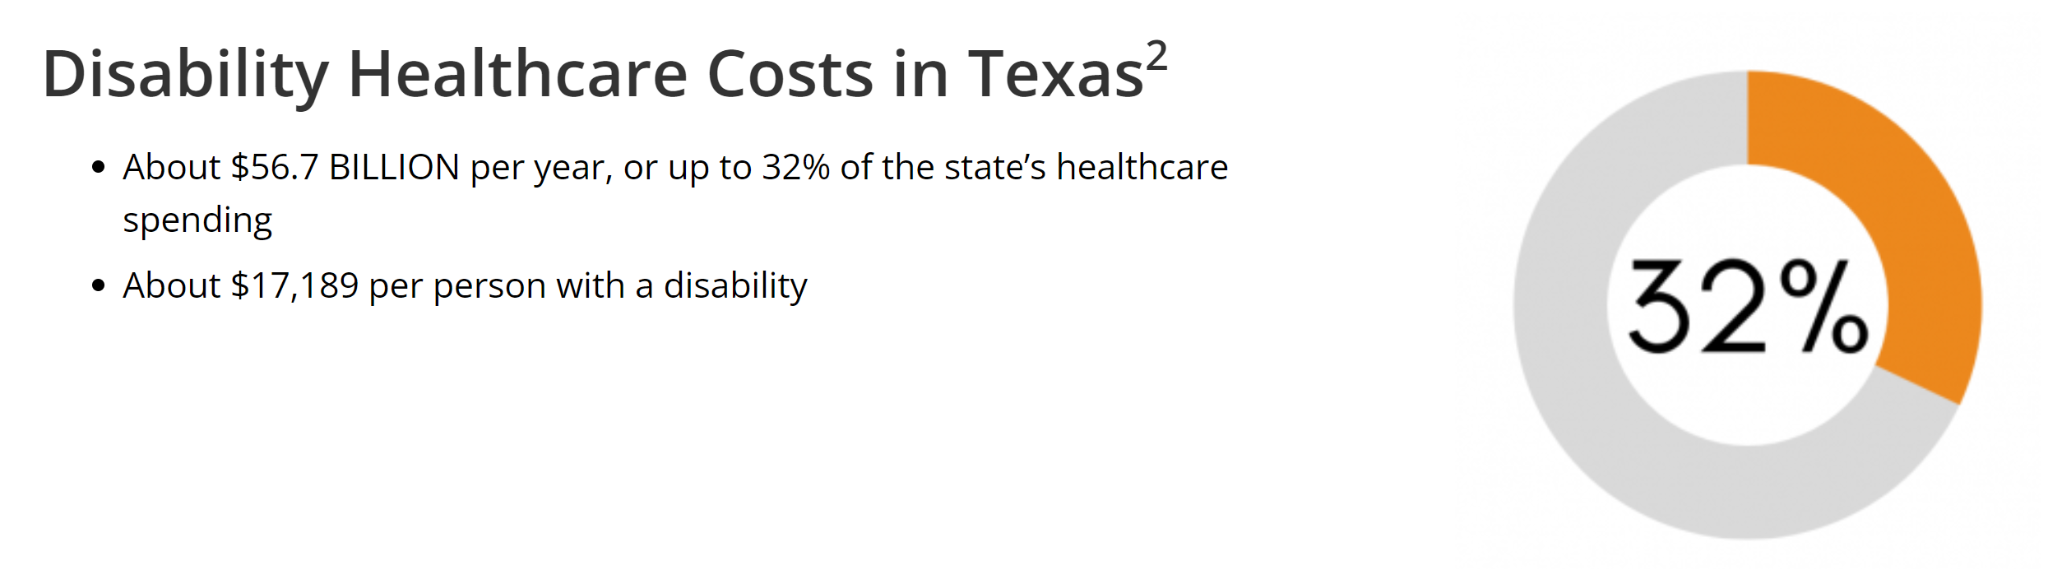 Disability Healthcare Costs in Texas²
• About $56.7 BILLION per year, or up to 32% of the state’s healthcare
spending
• About $17,189 per person with a disability
32%